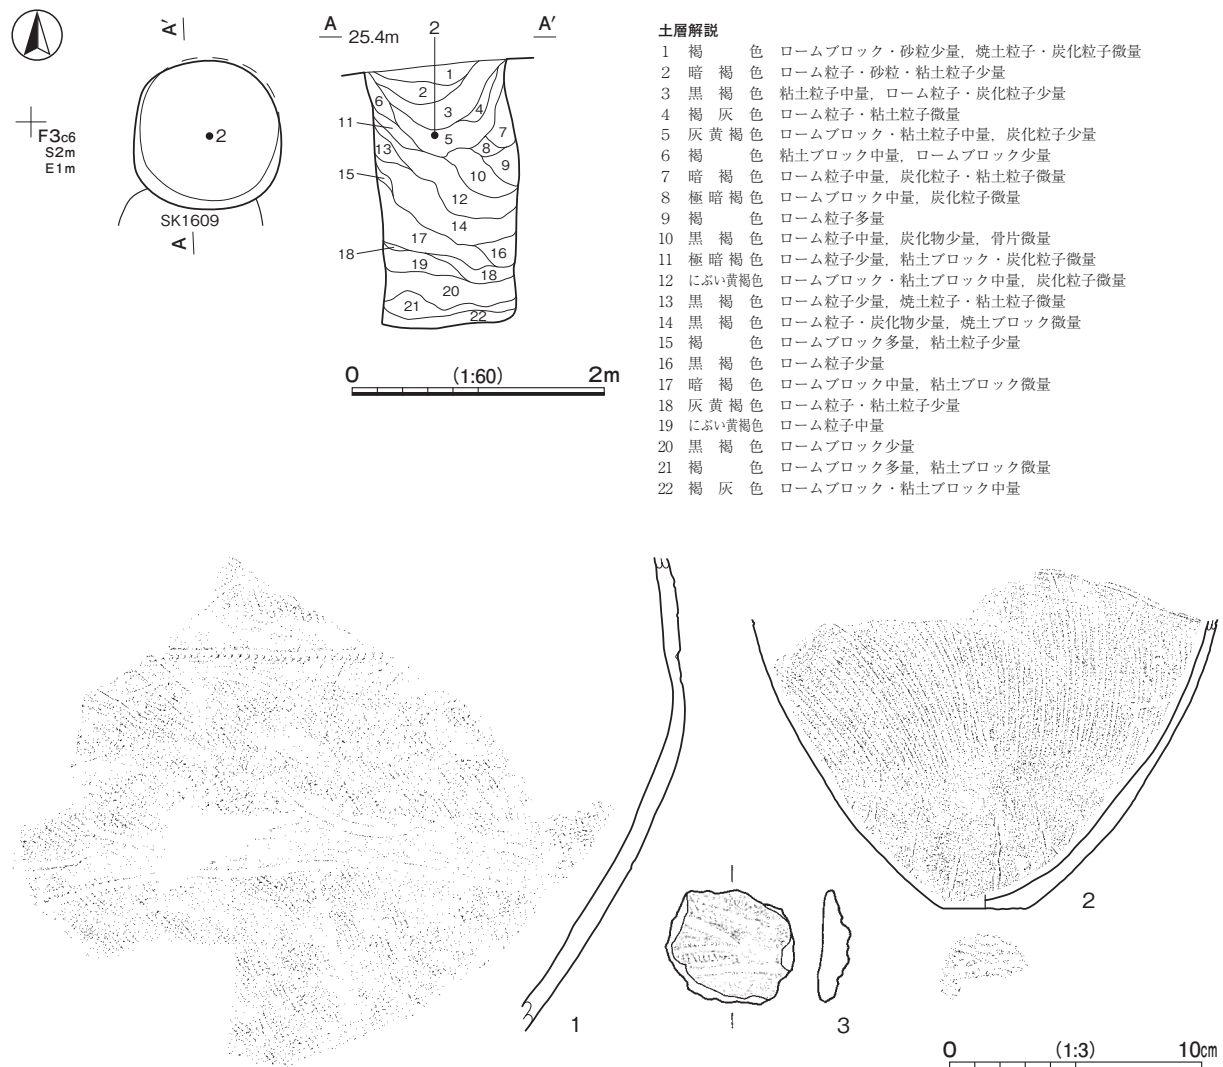 A′
F3c6
S2m
E1m
2
SK1609
A
A
25.4m
2
A′
1
2
3
4
5
6
7
8
9
10
11
12
13
14
15
16
17
18
18
19
20
21
22
0 (1:60) 2m
土層解説
1 褐色 ロームブロック・砂粒少量，焼土粒子・炭化粒子微量
2 暗褐色 ローム粒子・砂粒・粘土粒子少量
3 黒褐色 粘土粒子中量，ローム粒子・炭化粒子少量
4 褐灰色 ローム粒子・粘土粒子微量
5 灰黄褐色 ロームブロック・粘土粒子中量，炭化粒子少量
6 褐色 粘土ブロック中量，ロームブロック少量
7 暗褐色 ローム粒子中量，炭化粒子・粘土粒子微量
8 極暗褐色 ロームブロック中量，炭化粒子微量
9 褐色 ローム粒子多量
10 黒褐色 ローム粒子中量，炭化物少量，骨片微量
11 極暗褐色 ローム粒子少量，粘土ブロック・炭化粒子微量
12 にぶい黄褐色 ロームブロック・粘土ブロック中量，炭化粒子微量
13 黒褐色 ローム粒子少量，焼土粒子・粘土粒子微量
14 黒褐色 ローム粒子・炭化物少量，焼土ブロック微量
15 褐色 ロームブロック多量，粘土粒子少量
16 黒褐色 ローム粒子少量
17 暗褐色 ロームブロック中量，粘土ブロック微量
18 灰黄褐色 ローム粒子・粘土粒子少量
19 にぶい黄褐色 ローム粒子中量
20 黒褐色 ロームブロック少量
21 褐色 ロームブロック多量，粘土ブロック微量
22 褐灰色 ロームブロック・粘土ブロック中量
1
2
3
0 (1:3) 10cm